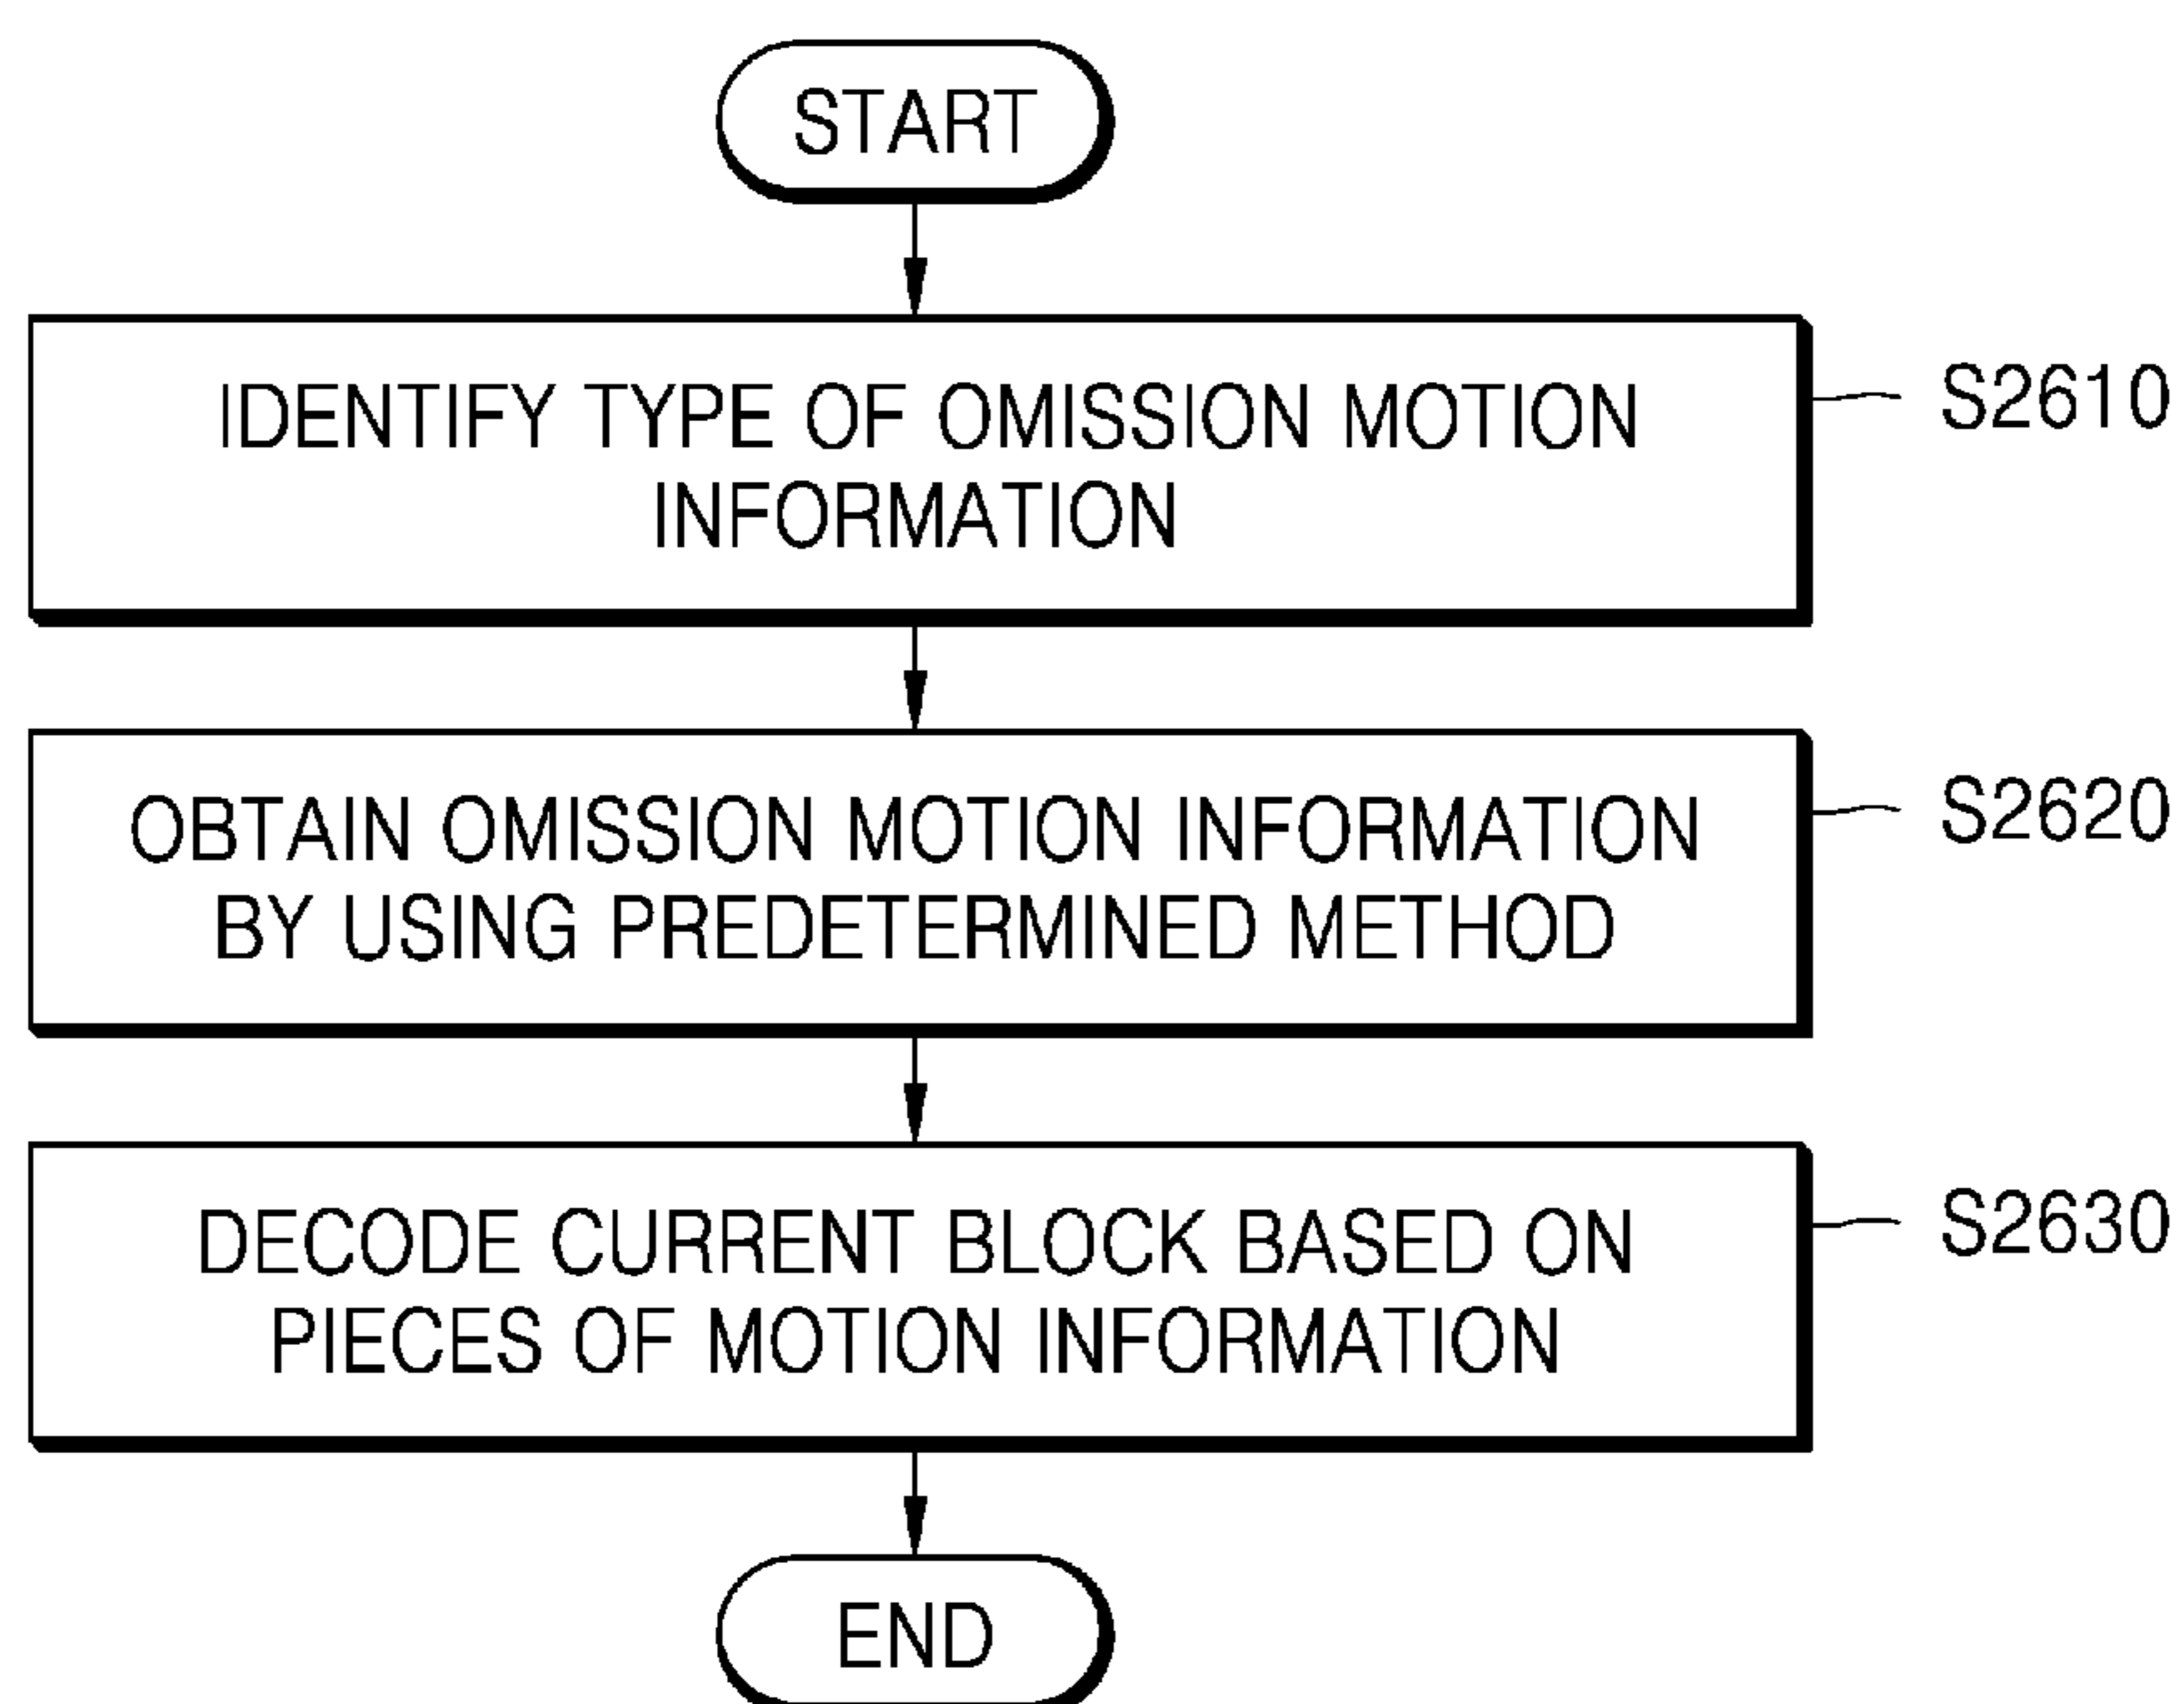 START
IDENTIFY TYPE OF OMISSION MOTION
INFORMATION
S2610
OBTAIN OMISSION MOTION INFORMATION
BY USING PREDETERMINED METHOD
S2620
DECODE CURRENT BLOCK BASED ON
PIECES OF MOTION INFORMATION
S2630
END